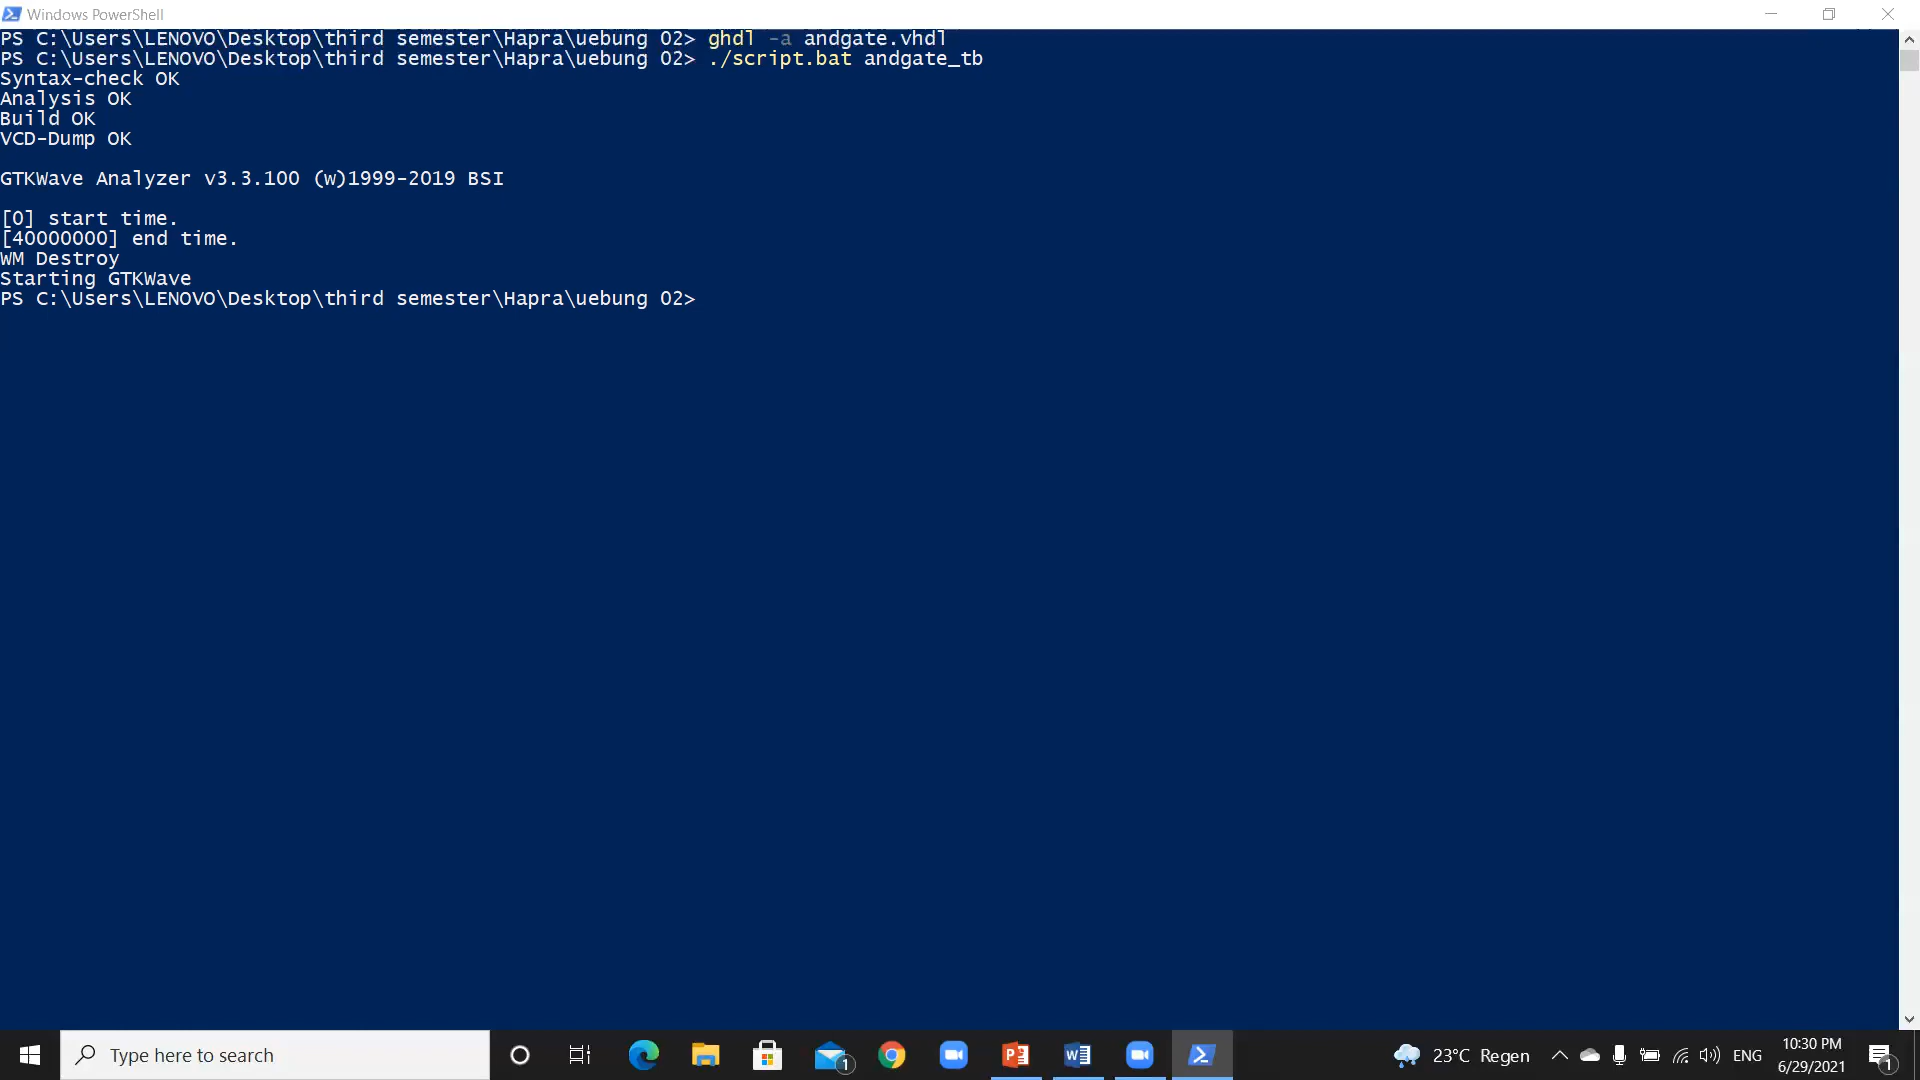 Windows PowerShell
PS C:\Users\LENOVO\Desktop\third semester\Hapra\uebung 02> ghdl -a andgate.vhdl
PS C:\Users\LENOVO\Desktop\third semester\Hapra\uebung 02> ./script.bat andgate_tb
Syntax-check OK
Analysis OK
Build OK
VCD-Dump OK
GTKWave Analyzer v3.3.100 (w)1999-2019 BSI
[0] start time.
[40000000] end time.
WM Destroy
Starting GTKWave
PS C:\Users\LENOVO\Desktop\third semester\Hapra\uebung 02>
Type here to search
1
23°C Regen
ENG
10:30 PM
6/29/2021
1